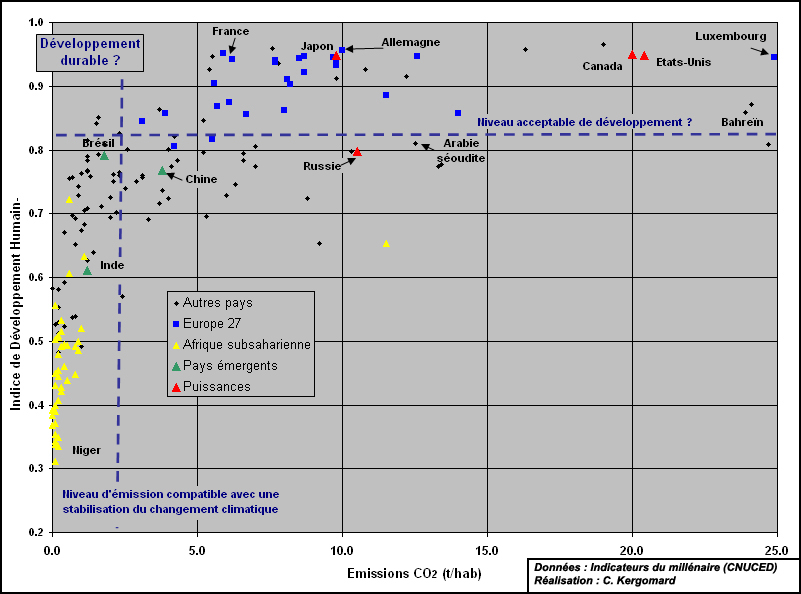 Développement
durable ?
France
Japon
Allemagne
Canada
Etats-Unis
Luxembourg
Niveau acceptable de développement ?
Bahreïn
Brésil
Chine
Russie
Arabie
séoudite
Inde
Autres pays
Europe 27
Afrique subsaharienne
Pays émergents
Puissances
Niger
Niveau d'émission compatible avec une
stabilisation du changement climatique
Indice de Développement Humain-
1.0
0.9
0.8
0.7
0.6
0.5
0.4
0.3
0.2
0.0
5.0
10.0
15.0
20.0
25.0
Emissions CO2 (t/hab)
Données : Indicateurs du millénaire (CNUCED)
Réalisation : C. Kergomard